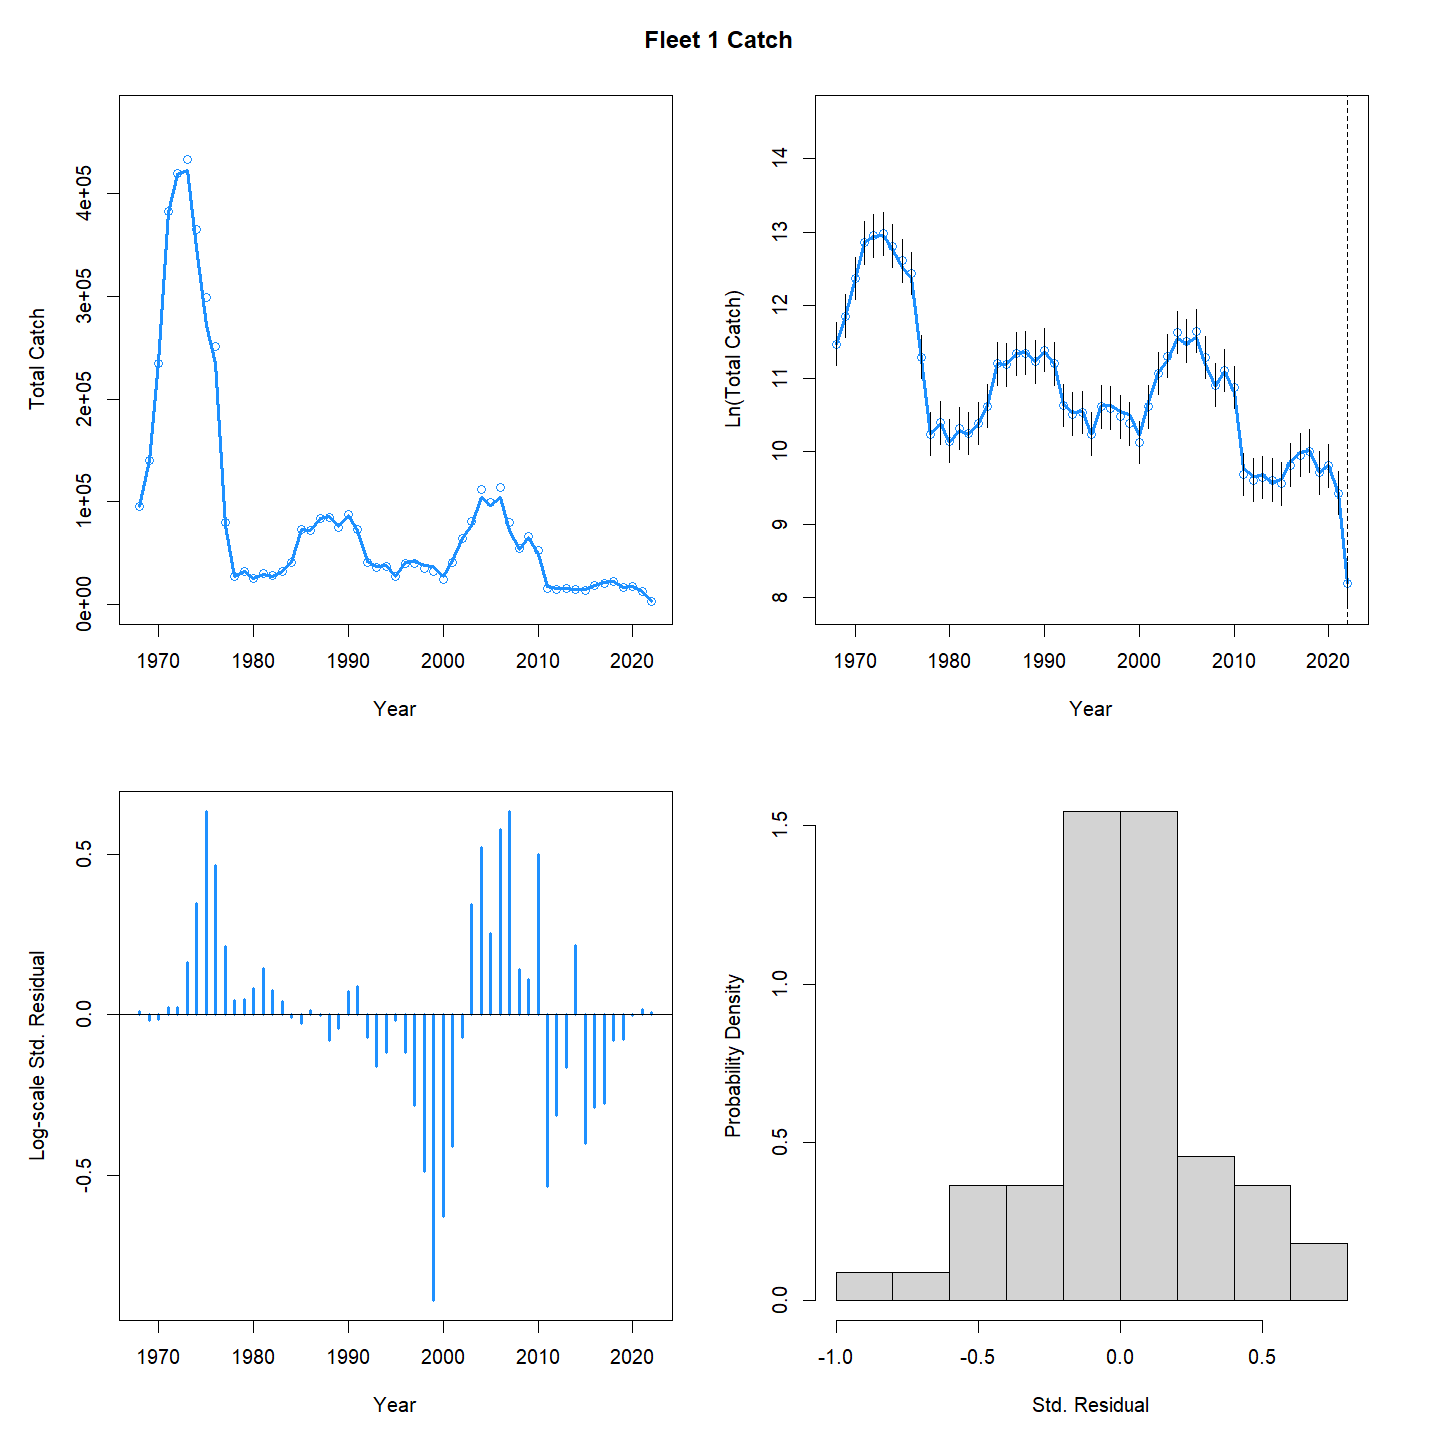 Fleet 1 Catch
Total Catch
0e+00 1e+05 2e+05 3e+05 4e+05
1970 1980 1990 2000 2010 2020
Year
Ln(Total Catch)
8 9 10 11 12 13 14
1970 1980 1990 2000 2010 2020
Year
Log-scale Std. Residual
-0.5 0.0 0.5
1970 1980 1990 2000 2010 2020
Year
Probability Density
0.0 0.5 1.0 1.5
-1.0 -0.5 0.0 0.5
Std. Residual